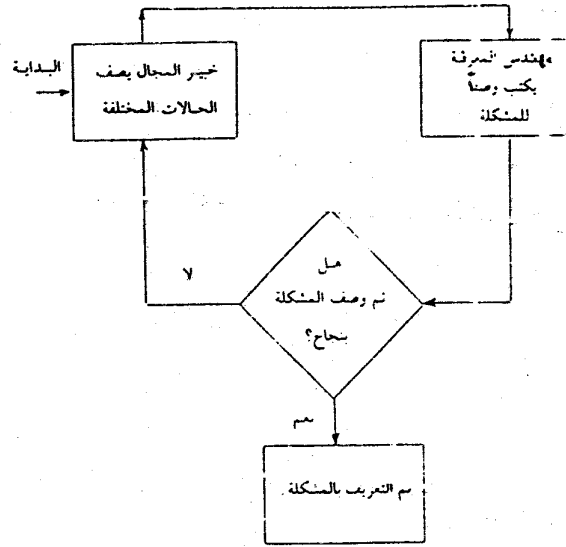 البداية
خبير المجال يصف
الحالات المختلفة
مهندس المعرفة
يكتب وصفاً
للمشكلة
هل
تم وصف المشكلة
بنجاح؟
لا
نعم
تم التعريف بالمشكلة